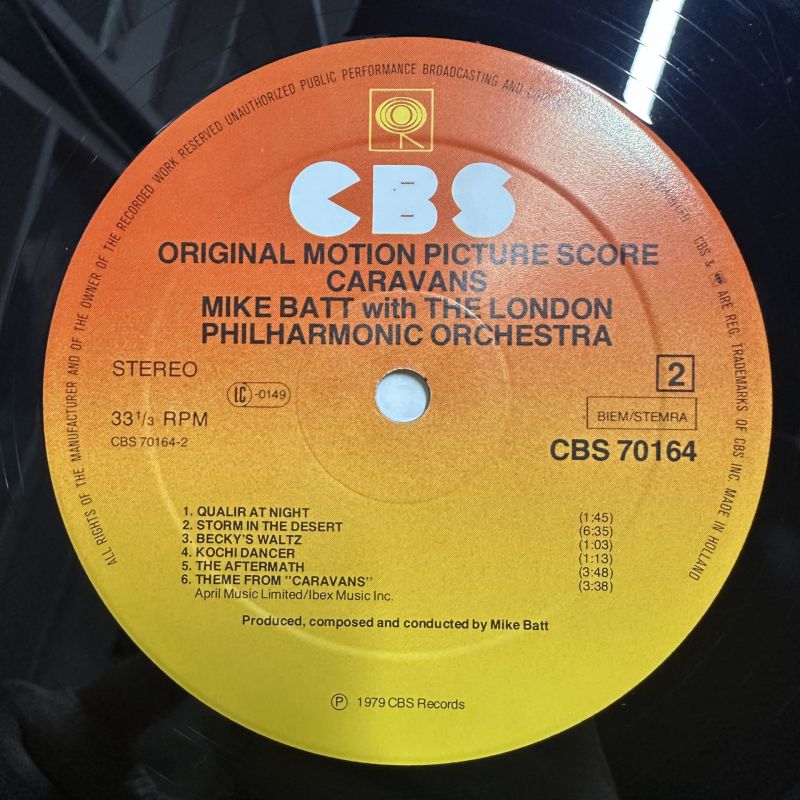 ALL RIGHTS OF THE MANUFACTURER AND OF THE OWNER OF THE RECORDED WORK RESERVED UNAUTHORIZED PUBLIC PERFORMANCE BROADCASTING AND
CBS & ARE REG. TRADEMARKS OF CBS INC. MADE IN HOLLAND
CBS
ORIGINAL MOTION PICTURE SCORE
CARAVANS
MIKE BATT with THE LONDON
PHILHARMONIC ORCHESTRA
STEREO
LC-0149
2
33 1/3 RPM
BIEM/STEMRA
CBS 70164-2
CBS 70164
1. QUALIR AT NIGHT (1:45)
2. STORM IN THE DESERT (6:35)
3. BECKY'S WALTZ (1:03)
4. KOCHI DANCER (1:13)
5. THE AFTERMATH (3:48)
6. THEME FROM "CARAVANS" (3:38)
April Music Limited/Ibex Music Inc.
Produced, composed and conducted by Mike Batt
℗ 1979 CBS Records